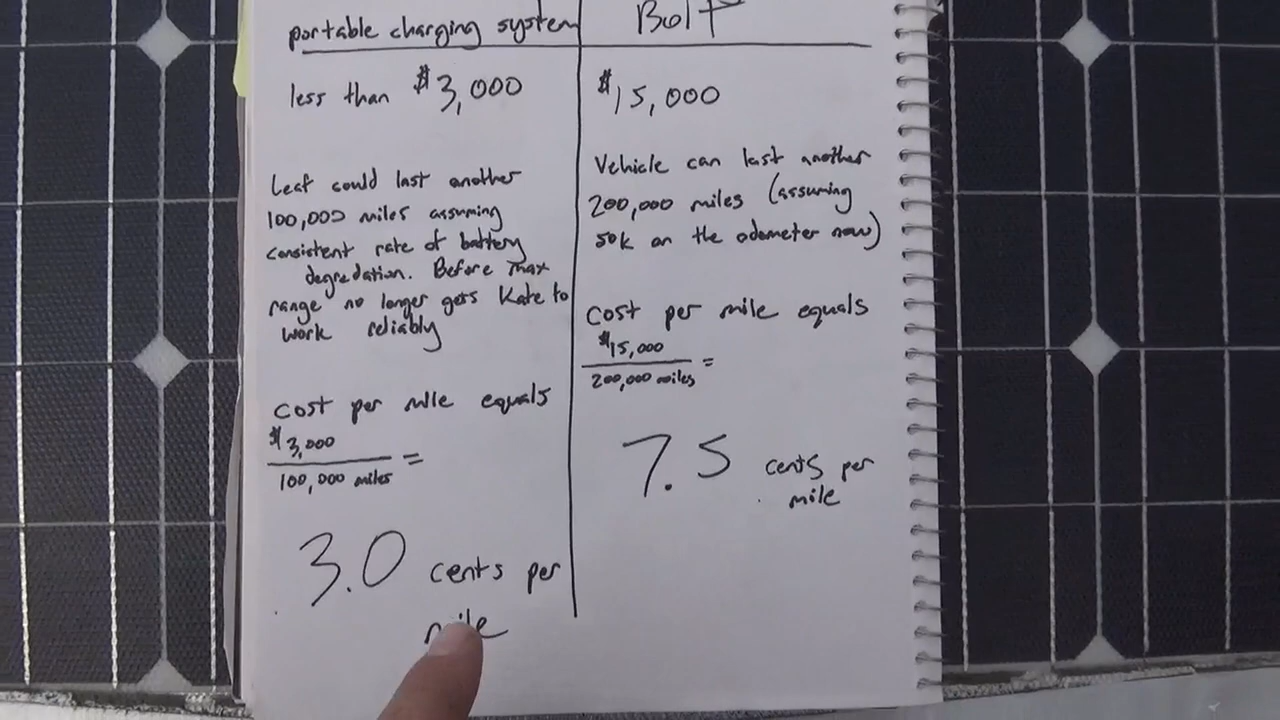 portable charging system
less than $3,000
Leaf could last another
100,000 miles assuming
consistent rate of battery
degredation. Before max
range no longer gets Kate to
work reliably
cost per mile equals
$3,000
100,000 miles =
3.0 cents per
mile
Bolt
$15,000
Vehicle can last another
200,000 miles (assuming
50k on the odometer now)
cost per mile equals
$15,000
200,000 miles =
7.5 cents per
mile